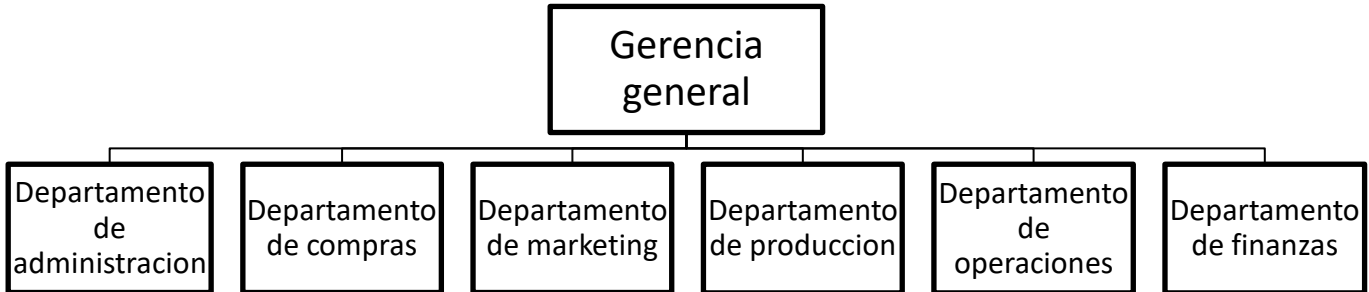 Gerencia
general
Departamento
de
administracion
Departamento
de compras
Departamento
de marketing
Departamento
de produccion
Departamento
de
operaciones
Departamento
de finanzas